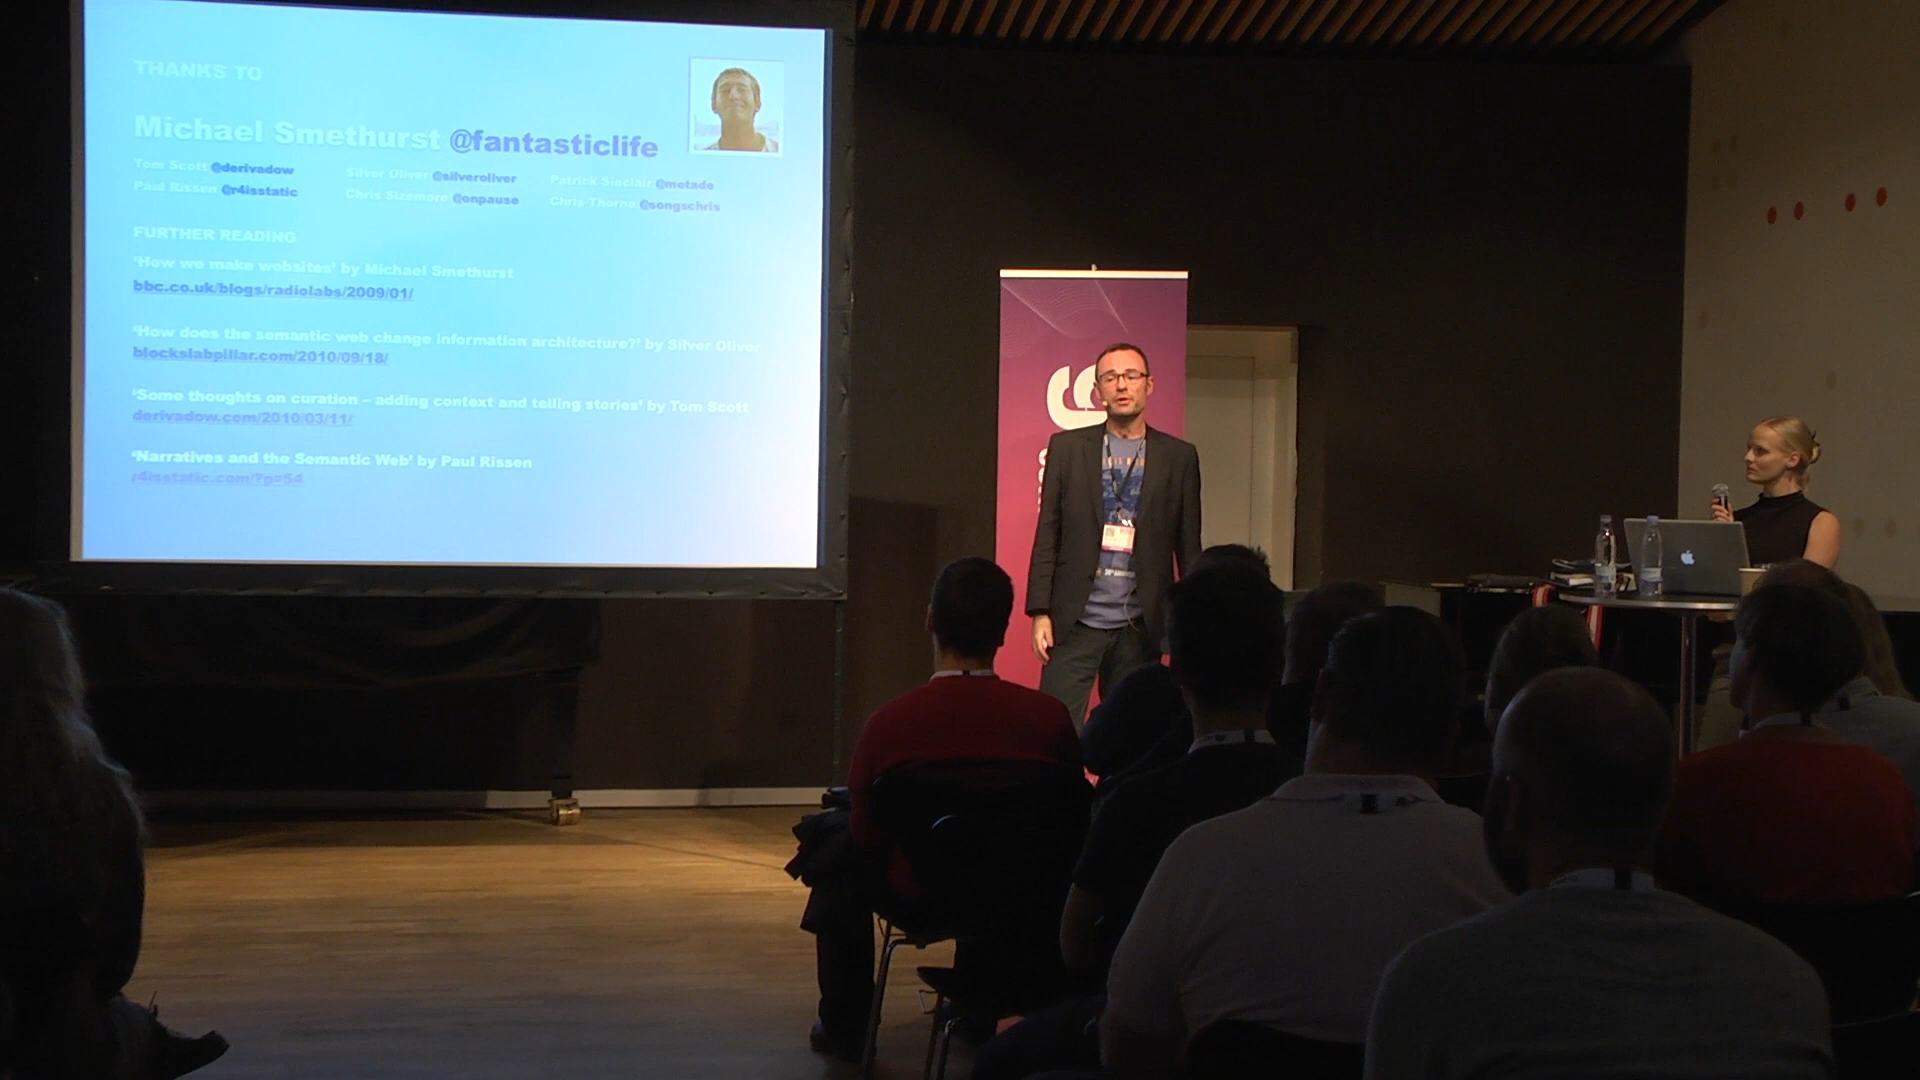 THANKS TO
Michael Smethurst @fantasticlife
Tom Scott @derivadow Silver Oliver @silveroliver Patrick Sinclair @metade
Paul Rissen @r4isstatic Chris Sizemore @onpause Chris Thorne @songschris
FURTHER READING
‘How we make websites’ by Michael Smethurst
bbc.co.uk/blogs/radiolabs/2009/01/
‘How does the semantic web change information architecture?’ by Silver Oliver
blockslabpillar.com/2010/09/18/
‘Some thoughts on curation – adding context and telling stories’ by Tom Scott
derivadow.com/2010/03/11/
‘Narratives and the Semantic Web’ by Paul Rissen
r4isstatic.com/?p=54